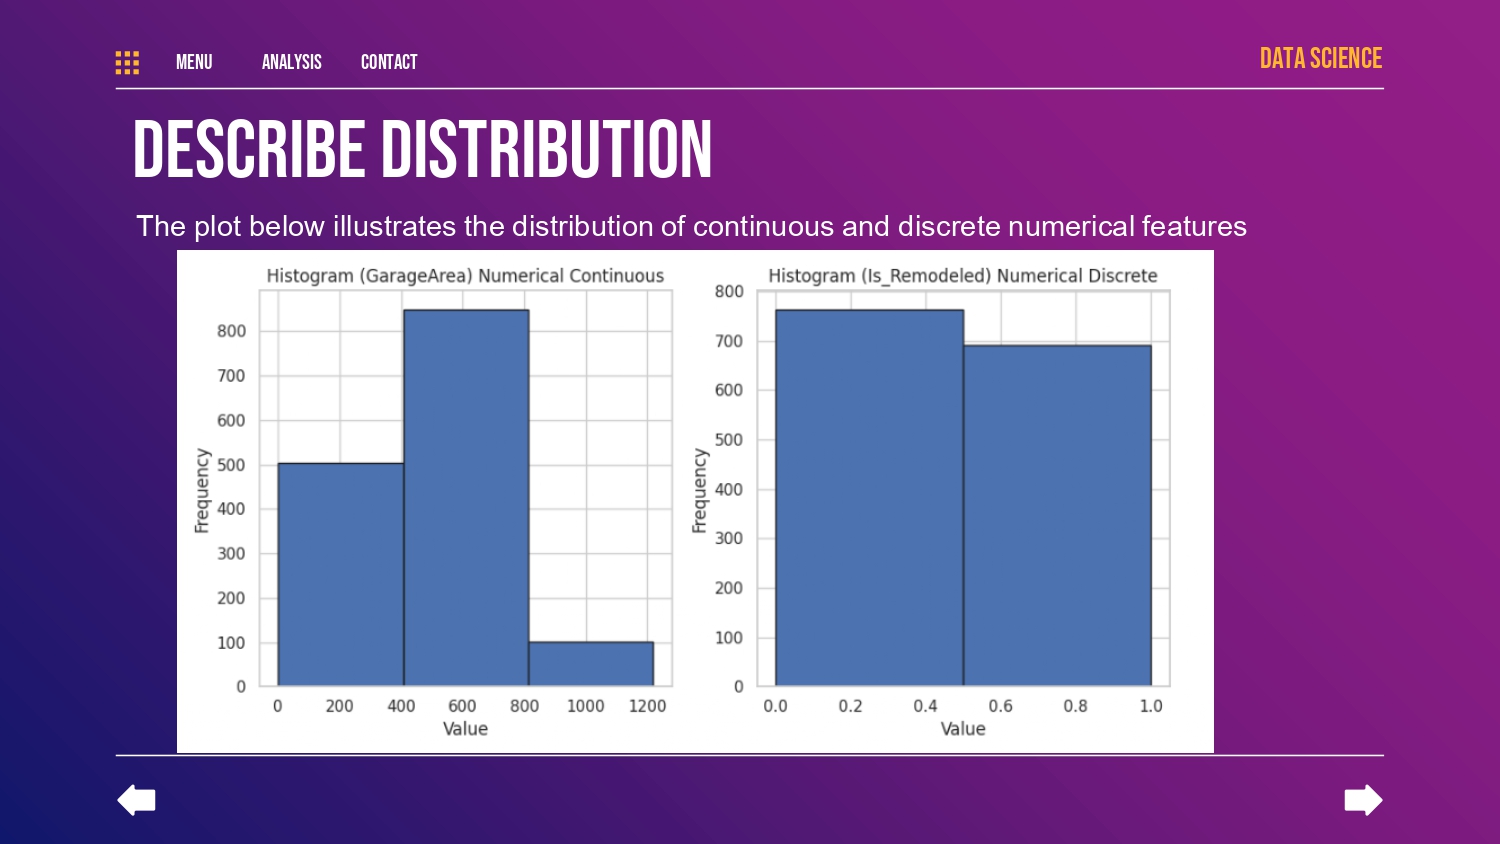 MENU ANALYSIS CONTACT
DATA SCIENCE
DESCRIBE DISTRIBUTION
The plot below illustrates the distribution of continuous and discrete numerical features
Histogram (GarageArea) Numerical Continuous
800
700
600
500
400
300
200
100
0
Frequency
0 200 400 600 800 1000 1200
Value
Histogram (Is_Remodeled) Numerical Discrete
800
700
600
500
400
300
200
100
0
Frequency
0.0 0.2 0.4 0.6 0.8 1.0
Value